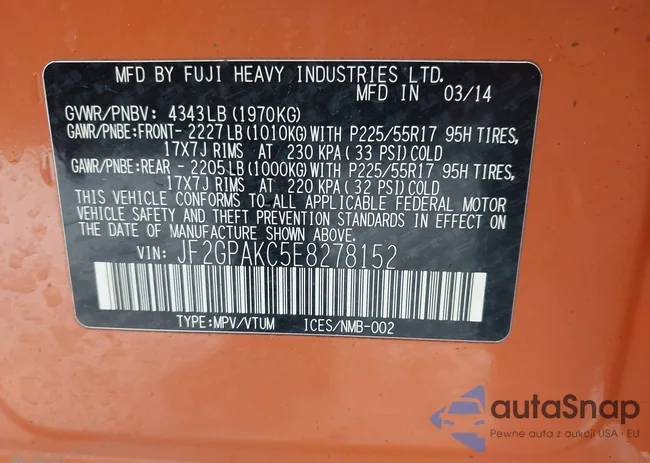 MFD BY FUJI HEAVY INDUSTRIES LTD.
MFD IN 03/14
GVWR/PNBV: 4343LB (1970KG)
GAWR/PNBE:FRONT- 2227LB (1010KG) WITH P225/55R17 95H TIRES,
17X7J RIMS AT 230 KPA( 33 PSI) COLD
GAWR/PNBE:REAR - 2205LB (1000KG) WITH P225/55R17 95H TIRES,
17X7J RIMS AT 220 KPA( 32 PSI) COLD
THIS VEHICLE CONFORMS TO ALL APPLICABLE FEDERAL MOTOR
VEHICLE SAFETY AND THEFT PREVENTION STANDARDS IN EFFECT ON
THE DATE OF MANUFACTURE SHOWN ABOVE.
VIN: JF2GPAKC5E8278152
TYPE:MPV/VTUM ICES/NMB-002
autaSnap
Pewne auta z aukcji USA i EU